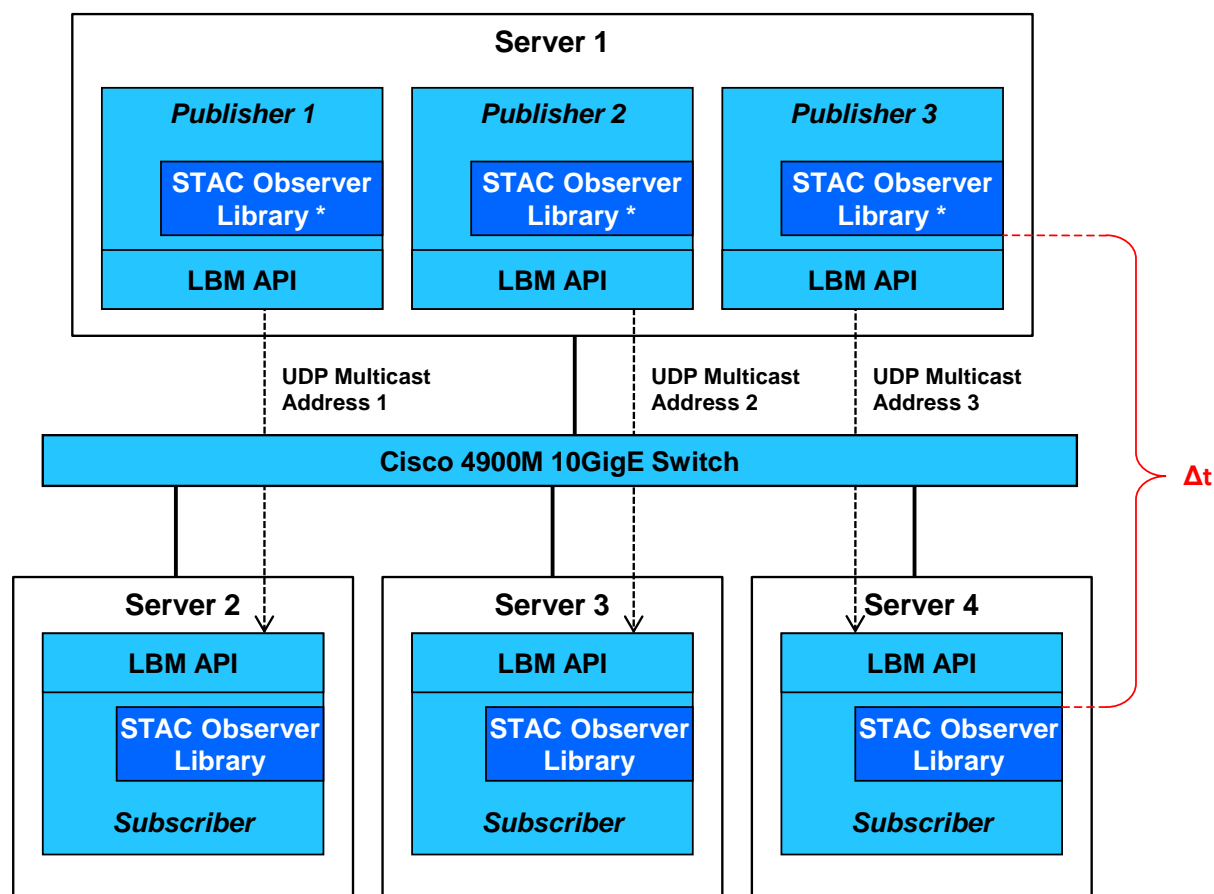 Server 1
Publisher 1
Publisher 2
Publisher 3
STAC Observer
Library *
STAC Observer
Library *
STAC Observer
Library *
LBM API
LBM API
LBM API
UDP Multicast
Address 1
UDP Multicast
Address 2
UDP Multicast
Address 3
Cisco 4900M 10GigE Switch
Δt
Server 2
Server 3
Server 4
LBM API
LBM API
LBM API
STAC Observer
Library
STAC Observer
Library
STAC Observer
Library
Subscriber
Subscriber
Subscriber